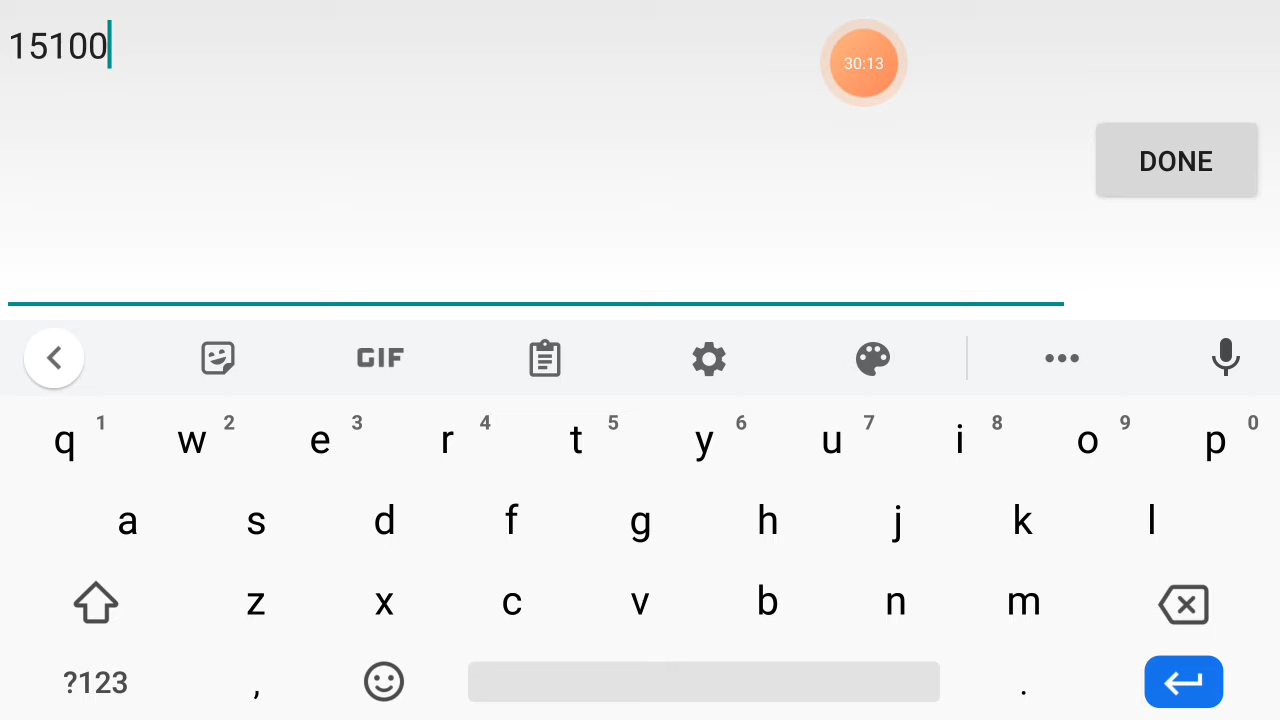 15100
30:13
DONE
GIF
q 1 w 2 e 3 r 4 t 5 y 6 u 7 i 8 o 9 p 0
a s d f g h j k l
z x c v b n m
?123 , .